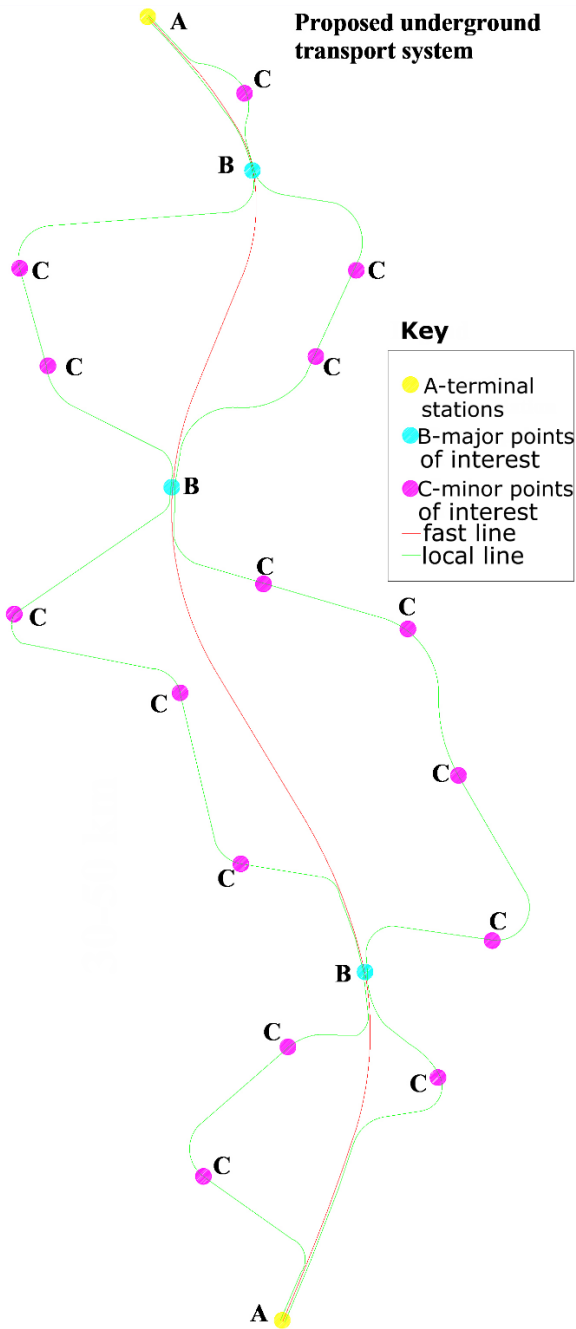 Proposed underground
transport system
A
C
B
C
C
C
C
B
Key
A-terminal
stations
B-major points
of interest
C-minor points
of interest
fast line
local line
C
C
C
C
C
C
C
B
C
C
C
A